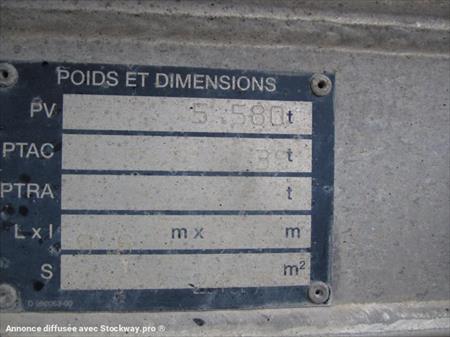 POIDS ET DIMENSIONS
PV 5.580 t
PTAC t
PTRA t
L x l m x m
S m²
Annonce diffusée avec Stockway.pro ®